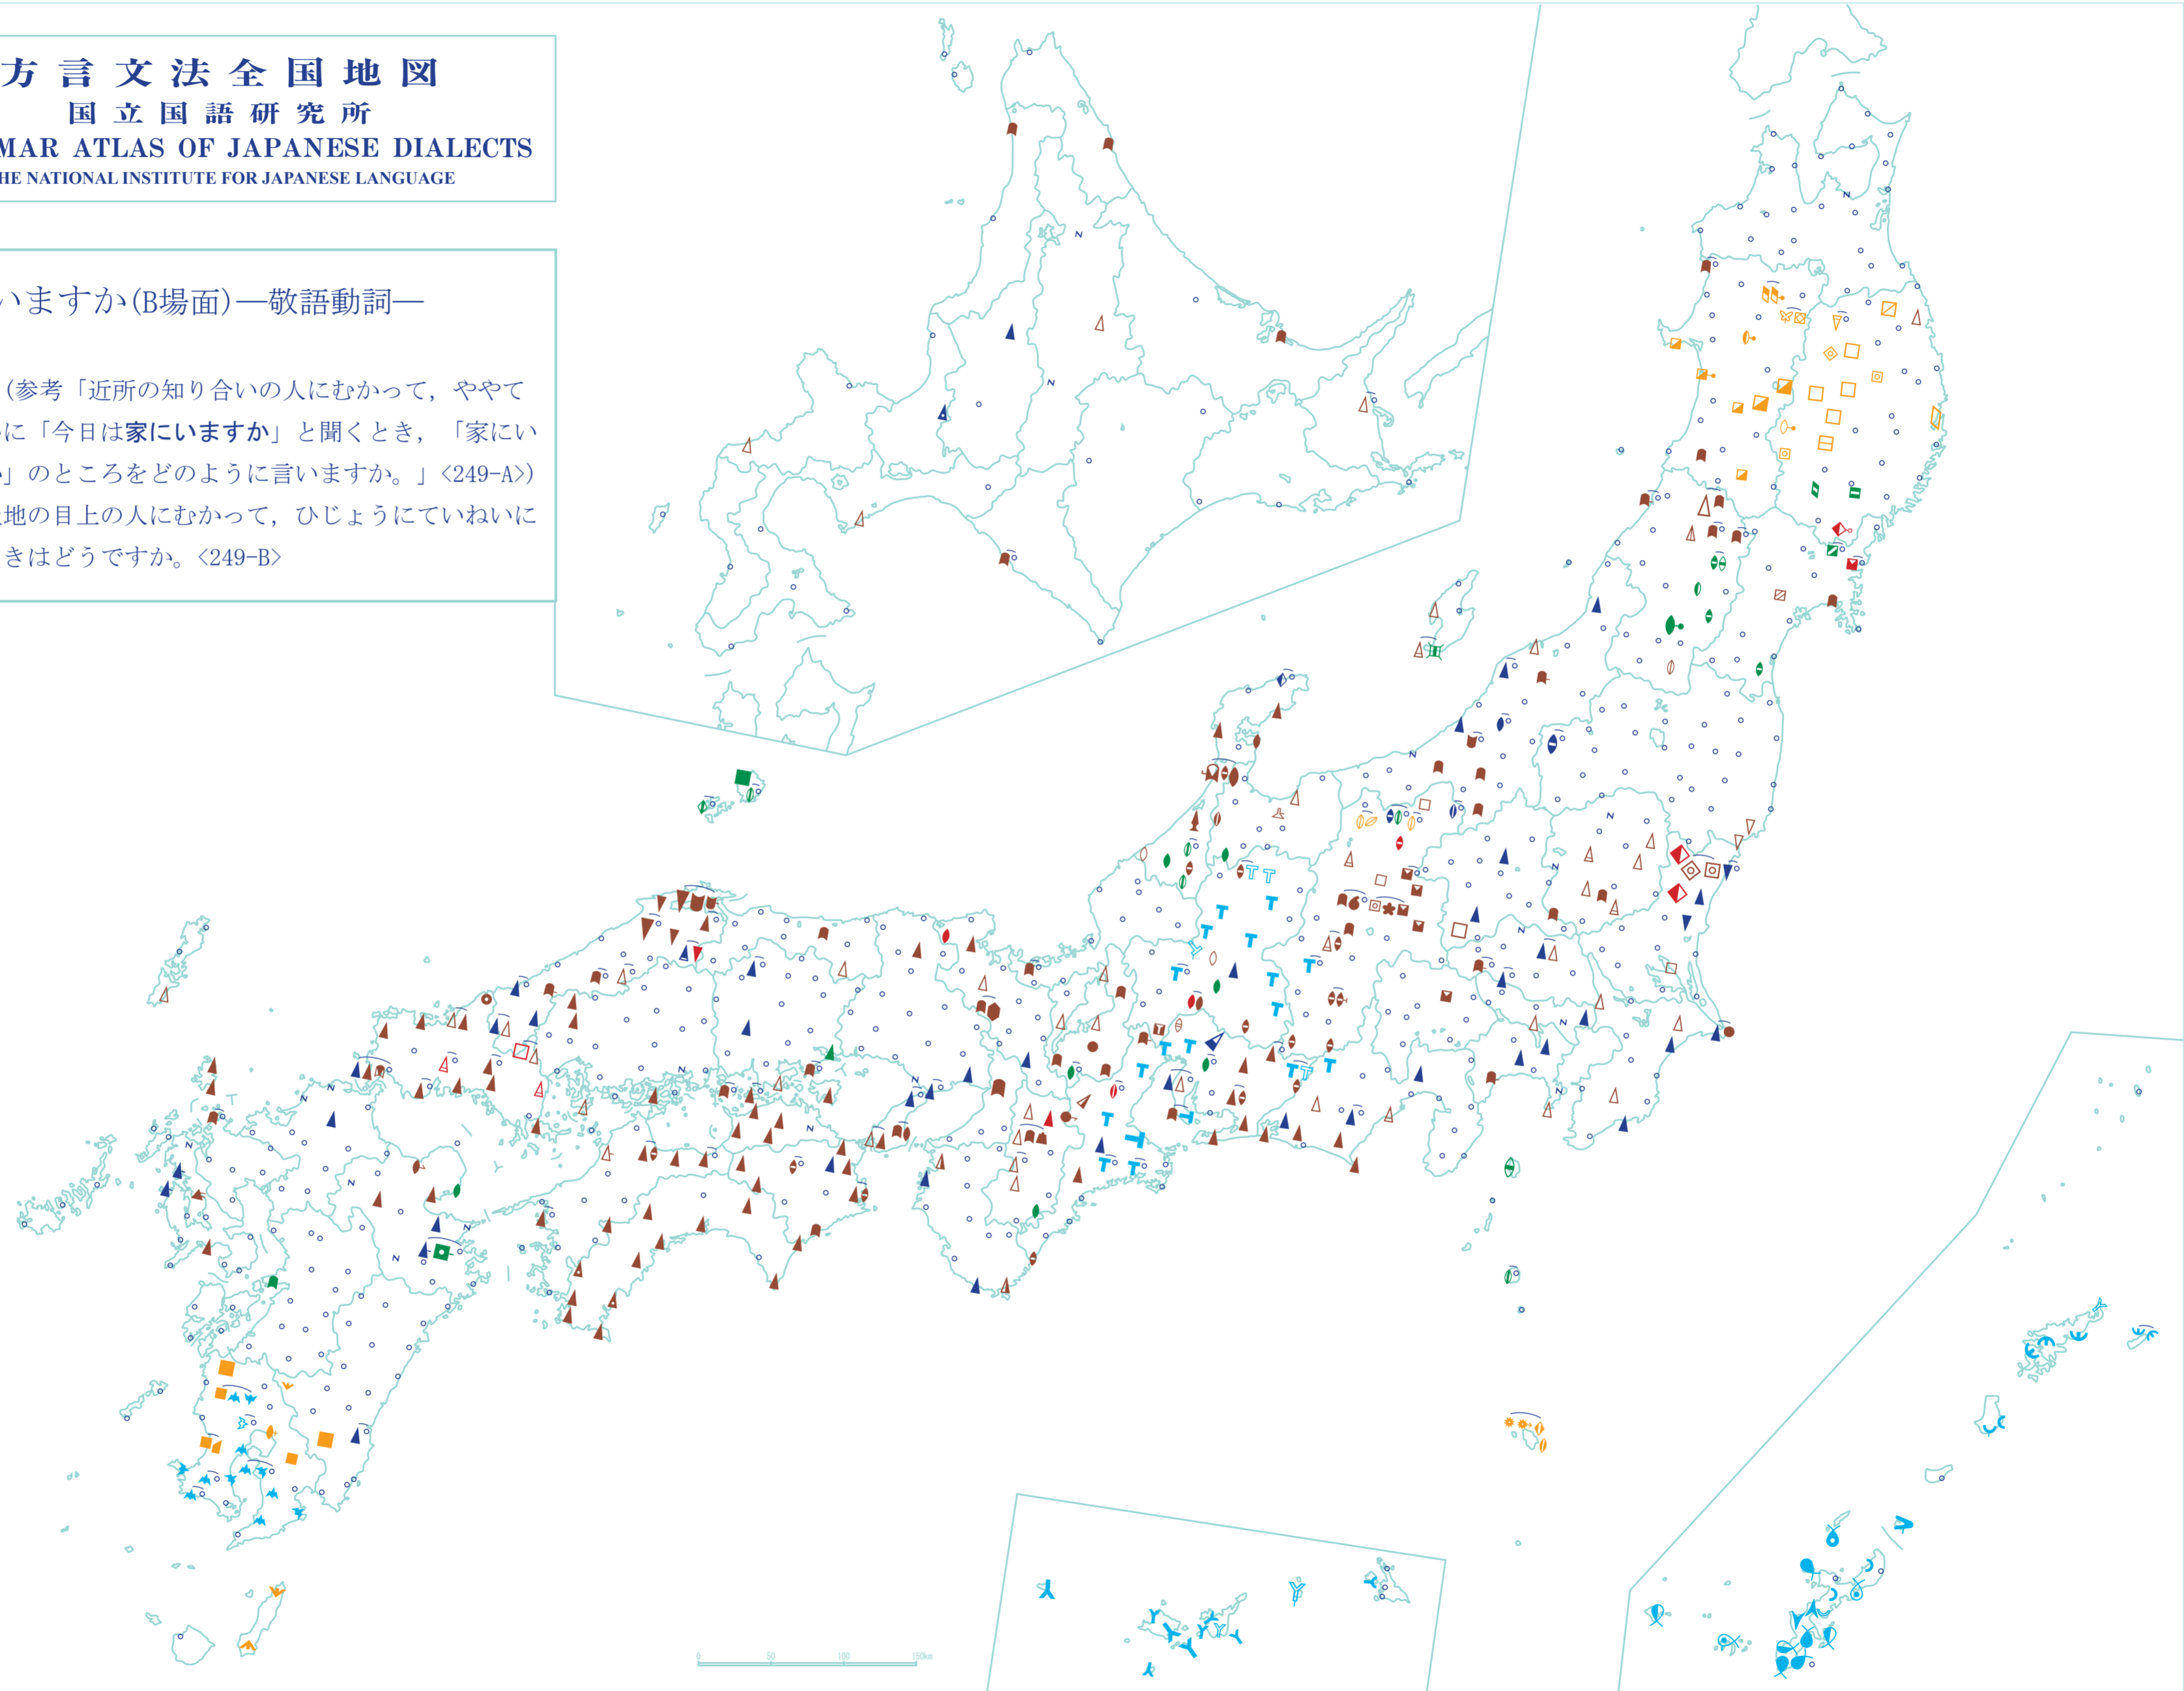 方言文法全国地図
国立国語研究所
MAR ATLAS OF JAPANESE DIALECTS
HE NATIONAL INSTITUTE FOR JAPANESE LANGUAGE
いますか(B場面)―敬語動詞―
(参考「近所の知り合いの人にむかって，ややて
に「今日は家にいますか」と聞くとき，「家にい
」のところをどのように言いますか。」<249-A>)
地の目上の人にむかって，ひじょうにていねいに
きはどうですか。<249-B>
0 50 100 150km